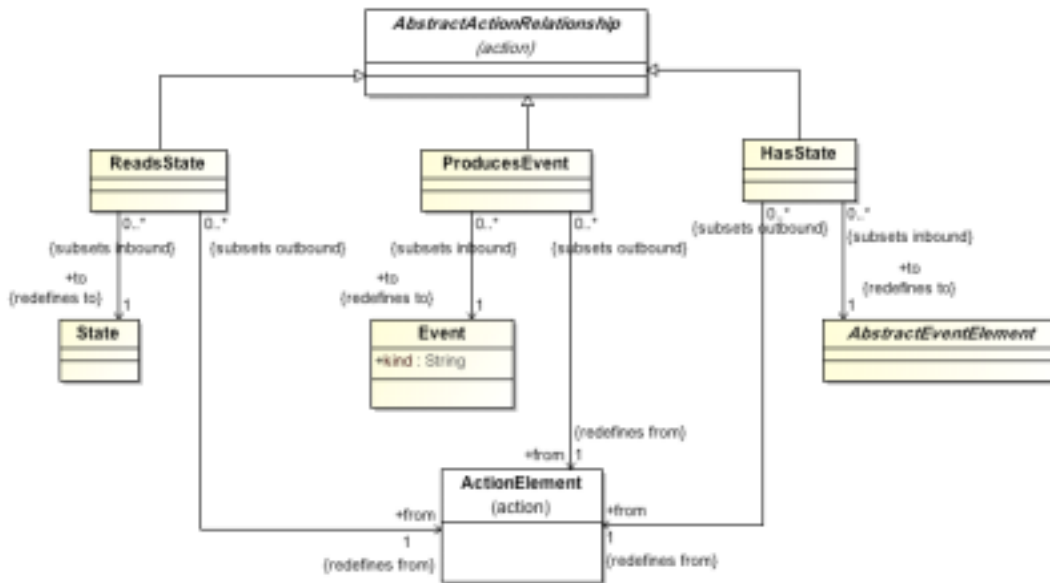 AbstractActionRelationship
(action)
ReadsState
ProducesEvent
HasState
0..*
0..*
0..*
0..*
0..*
0..*
{subsets inbound}
{subsets outbound}
{subsets inbound}
{subsets outbound}
{subsets outbound}
{subsets inbound}
+to
{redefines to}
1
+to
{redefines to}
1
+to
{redefines to}
1
State
Event
+kind : String
AbstractEventElement
{redefines from}
+from
1
ActionElement
(action)
+from
1
{redefines from}
+from
1
{redefines from}